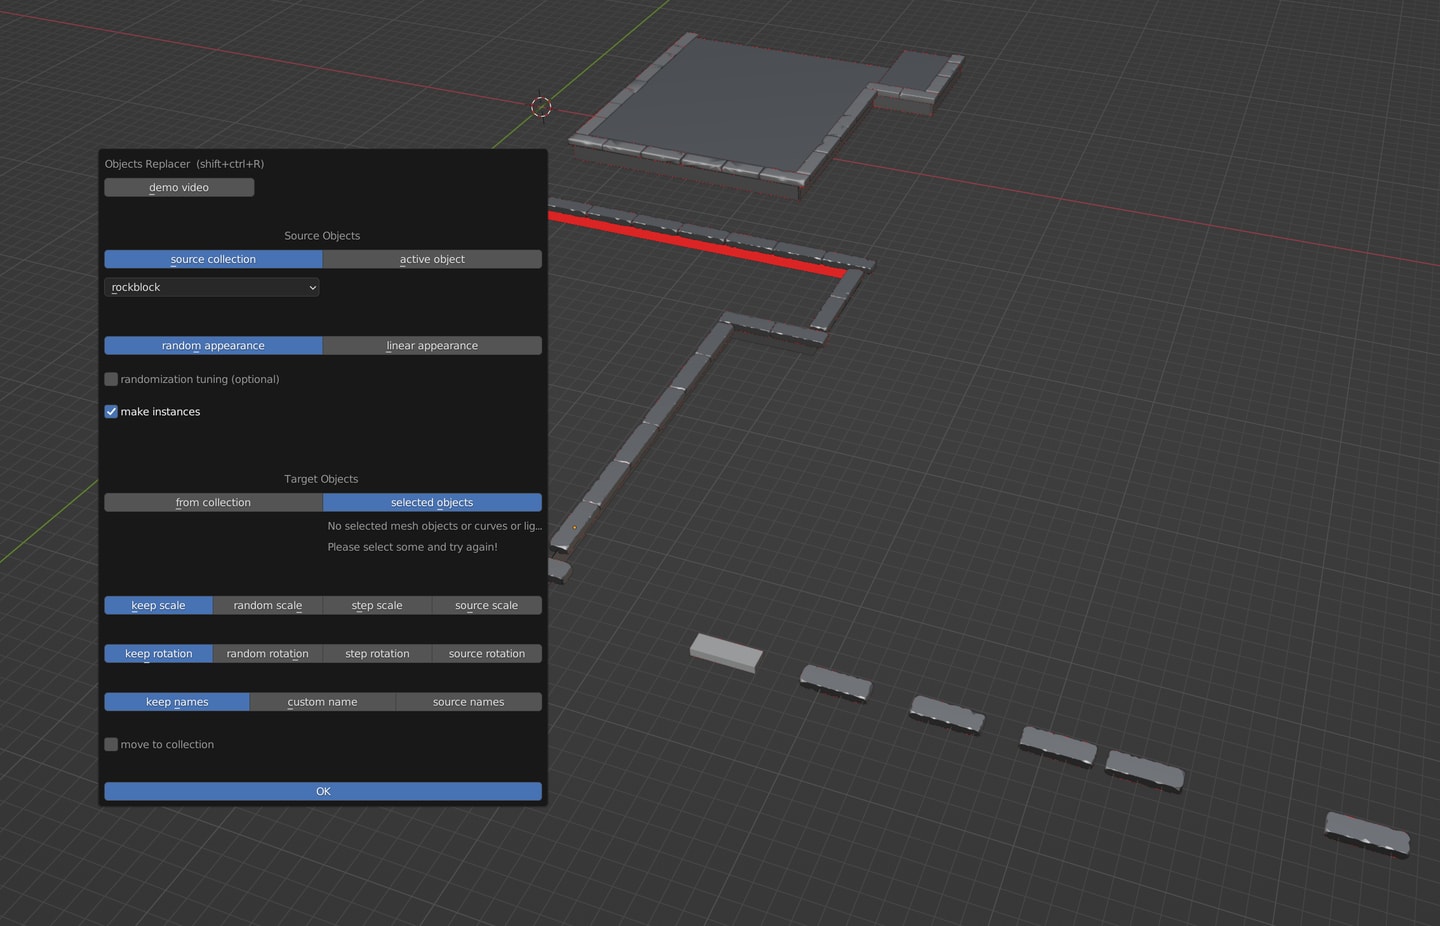 Objects Replacer (shift+ctrl+R)
demo video
Source Objects
source collection active object
rockblock
random appearance linear appearance
randomization tuning (optional)
make instances
Target Objects
from collection selected objects
No selected mesh objects or curves or lig...
Please select some and try again!
keep scale random scale step scale source scale
keep rotation random rotation step rotation source rotation
keep names custom name source names
move to collection
OK